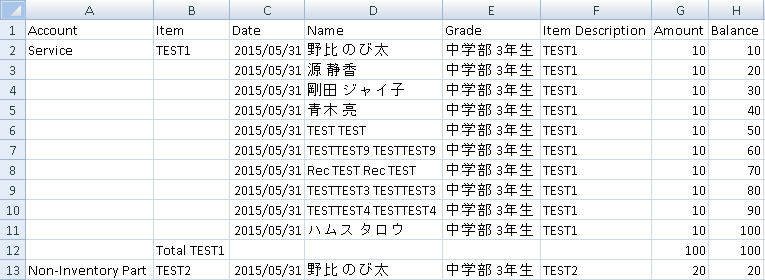 A B C D E F G H
1 Account Item Date Name Grade Item Description Amount Balance
2 Service TEST1 2015/05/31 野比 のび太 中学部 3年生 TEST1 10 10
3 2015/05/31 源 静香 中学部 3年生 TEST1 10 20
4 2015/05/31 剛田 ジャイ子 中学部 3年生 TEST1 10 30
5 2015/05/31 青木 亮 中学部 3年生 TEST1 10 40
6 2015/05/31 TEST TEST 中学部 3年生 TEST1 10 50
7 2015/05/31 TESTTEST9 TESTTEST9 中学部 3年生 TEST1 10 60
8 2015/05/31 Rec TEST Rec TEST 中学部 3年生 TEST1 10 70
9 2015/05/31 TESTTEST3 TESTTEST3 中学部 3年生 TEST1 10 80
10 2015/05/31 TESTTEST4 TESTTEST4 中学部 3年生 TEST1 10 90
11 2015/05/31 ハムス タロウ 中学部 3年生 TEST1 10 100
12 Total TEST1 100 100
13 Non-Inventory Part TEST2 2015/05/31 野比 のび太 中学部 3年生 TEST2 20 20